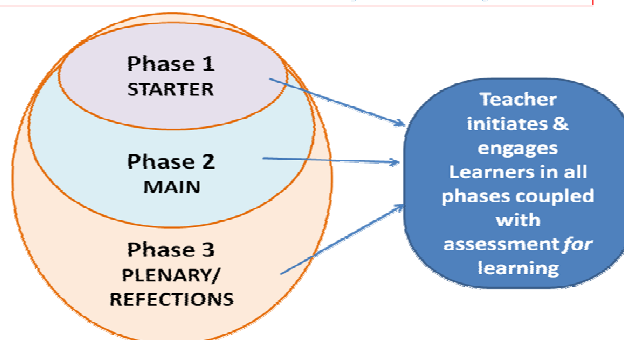 Phase 1
STARTER
Phase 2
MAIN
Phase 3
PLENARY/
REFECTIONS
Teacher
initiates &
engages
Learners in all
phases coupled
with
assessment for
learning